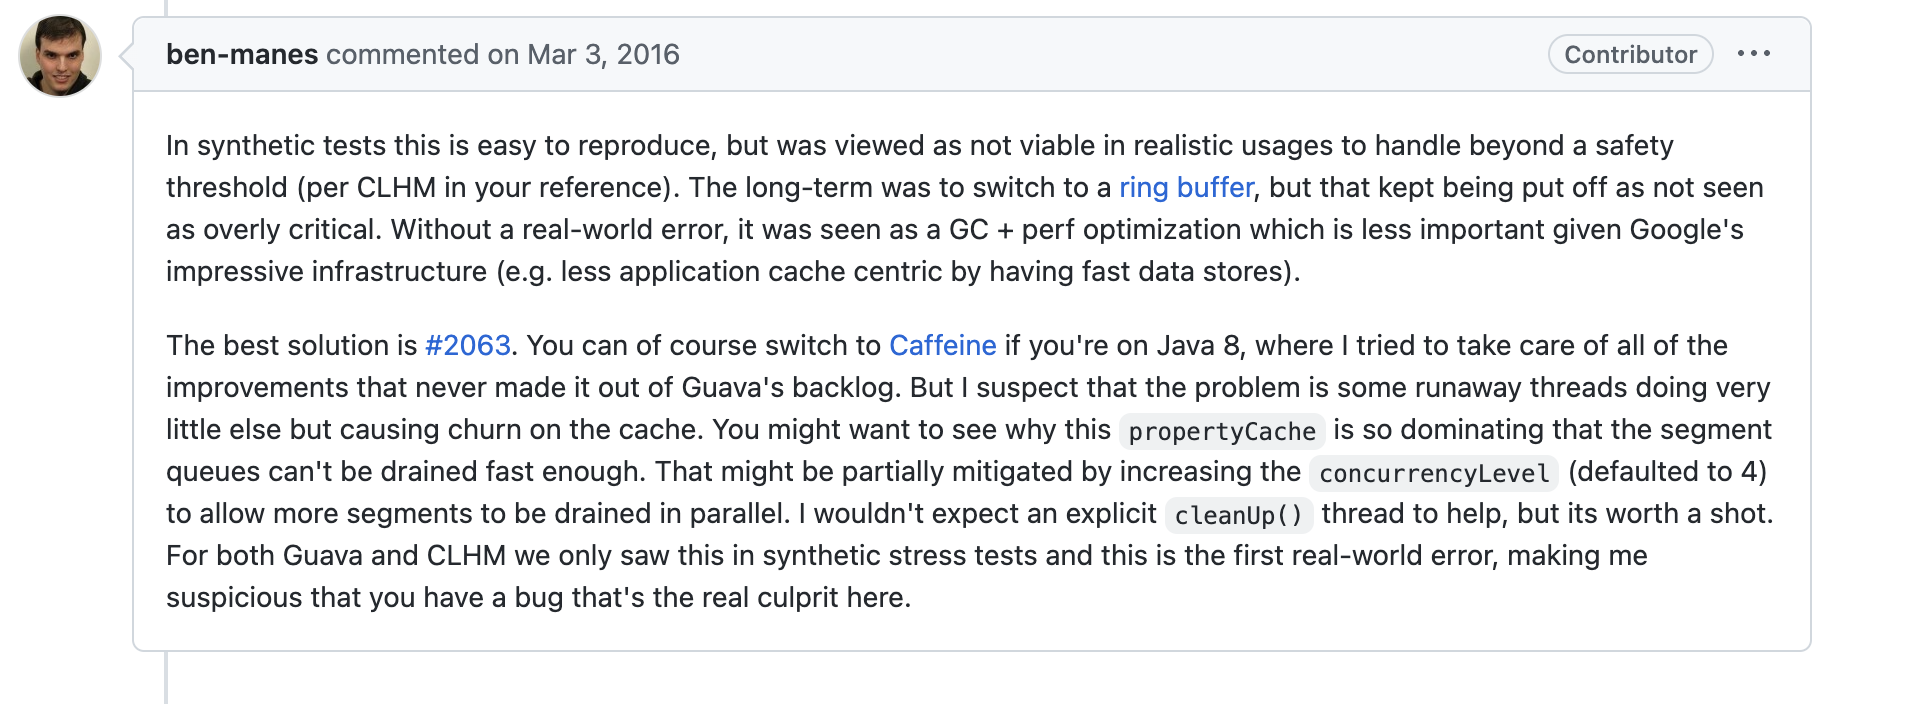 ben-manes commented on Mar 3, 2016
Contributor
In synthetic tests this is easy to reproduce, but was viewed as not viable in realistic usages to handle beyond a safety
threshold (per CLHM in your reference). The long-term was to switch to a ring buffer, but that kept being put off as not seen
as overly critical. Without a real-world error, it was seen as a GC + perf optimization which is less important given Google's
impressive infrastructure (e.g. less application cache centric by having fast data stores).
The best solution is #2063. You can of course switch to Caffeine if you're on Java 8, where I tried to take care of all of the
improvements that never made it out of Guava's backlog. But I suspect that the problem is some runaway threads doing very
little else but causing churn on the cache. You might want to see why this propertyCache is so dominating that the segment
queues can't be drained fast enough. That might be partially mitigated by increasing the concurrencyLevel (defaulted to 4)
to allow more segments to be drained in parallel. I wouldn't expect an explicit cleanUp() thread to help, but its worth a shot.
For both Guava and CLHM we only saw this in synthetic stress tests and this is the first real-world error, making me
suspicious that you have a bug that's the real culprit here.